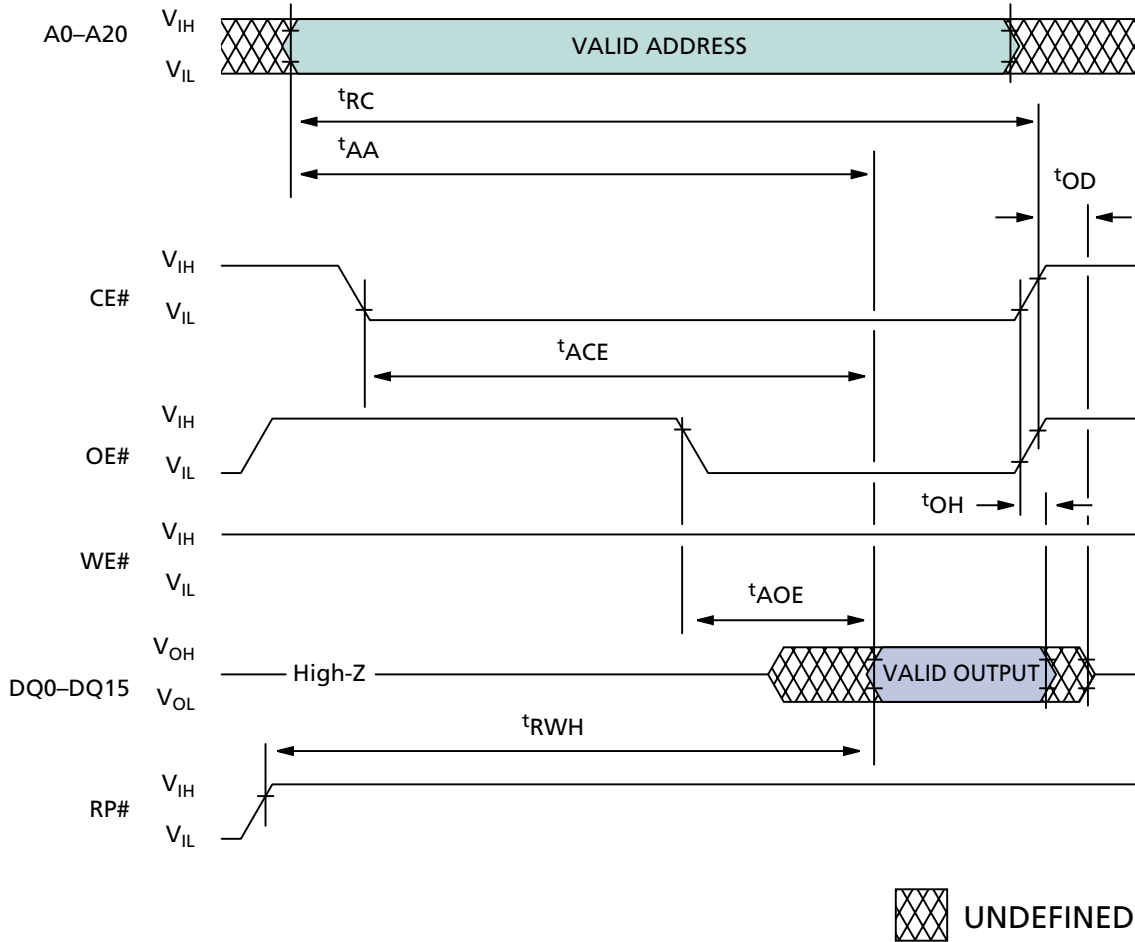 A0–A20
VIH
VIL
VALID ADDRESS
tRC
tAA
tOD
CE#
VIH
VIL
tACE
OE#
VIH
VIL
tOH
WE#
VIH
VIL
tAOE
DQ0–DQ15
VOH
VOL
High-Z
VALID OUTPUT
tRWH
RP#
VIH
VIL
UNDEFINED